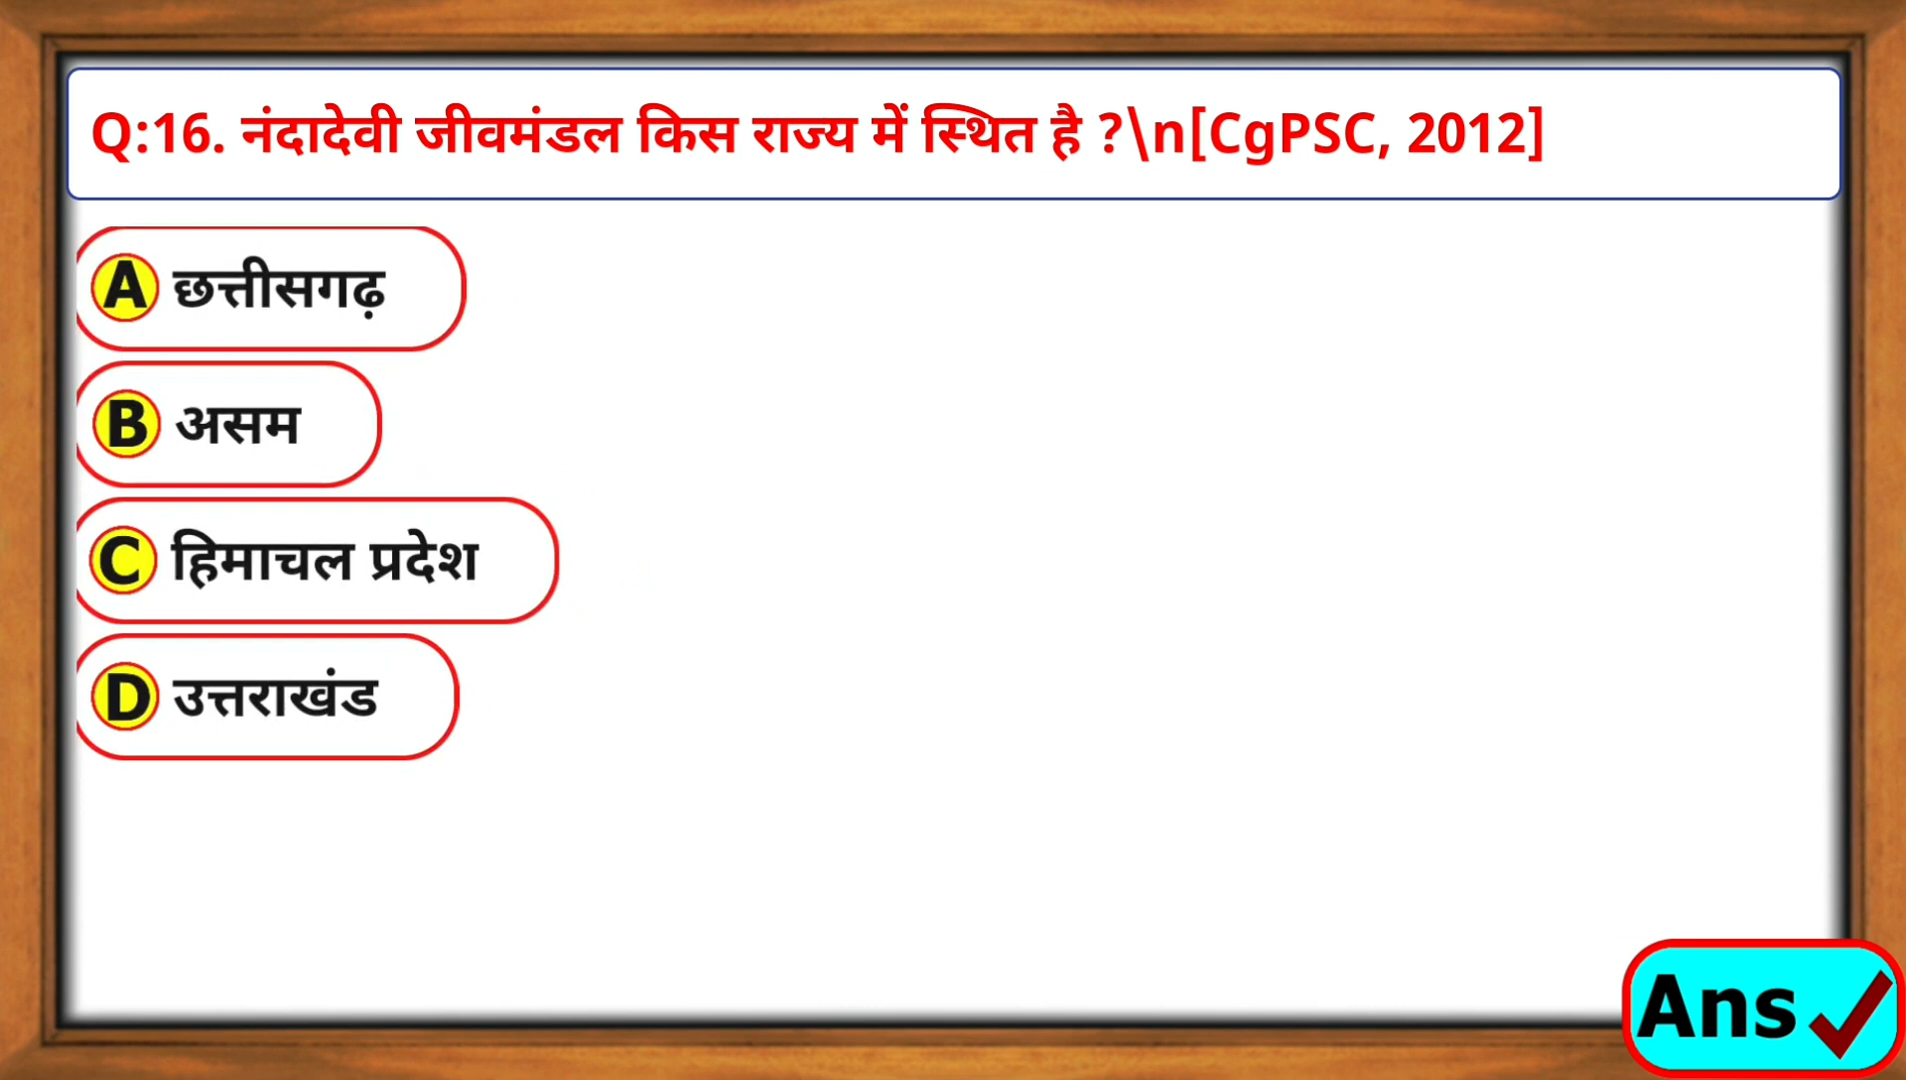 Q:16. नंदादेवी जीवमंडल किस राज्य में स्थित है ?\n[CgPSC, 2012]
A छत्तीसगढ़
B असम
C हिमाचल प्रदेश
D उत्तराखंड
Ans